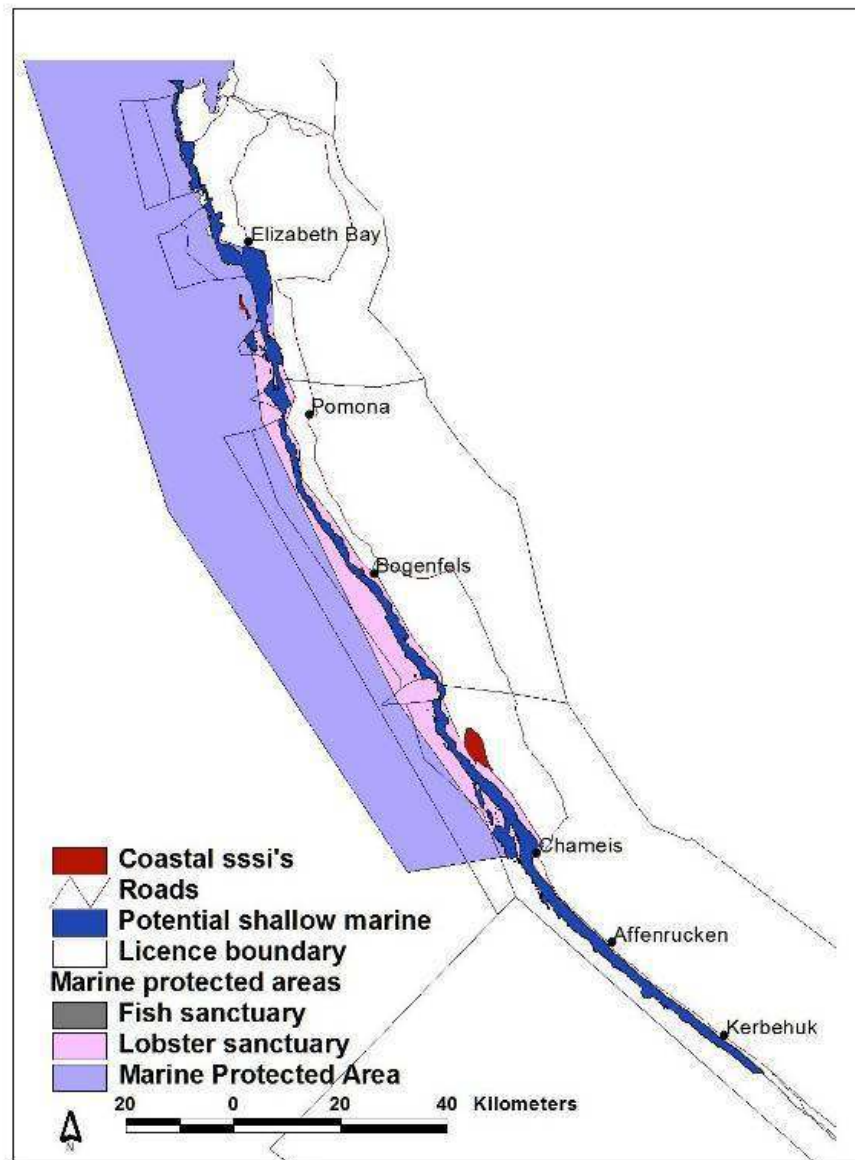 Elizabeth Bay
Pomona
Bogenfels
Chameis
Affenrucken
Kerbehuk
Coastal sssi's
Roads
Potential shallow marine
Licence boundary
Marine protected areas
Fish sanctuary
Lobster sanctuary
Marine Protected Area
20 0 20 40 Kilometers
N